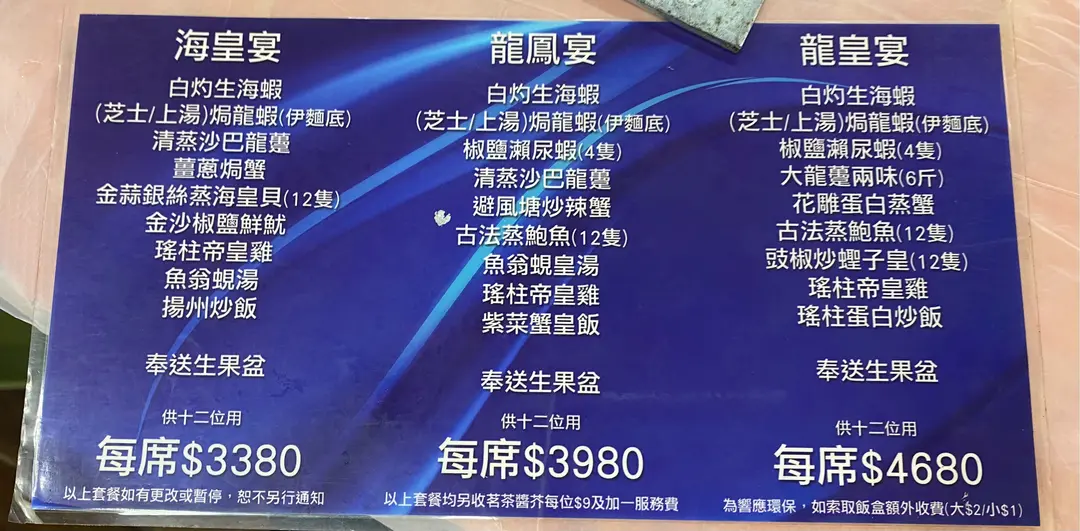 海皇宴
白灼生海蝦
(芝士/上湯)焗龍蝦(伊麵底)
清蒸沙巴龍躉
薑蔥焗蟹
金蒜銀絲蒸海皇貝(12隻)
金沙椒鹽鮮魷
瑤柱帝皇雞
魚翁蜆湯
揚州炒飯
奉送生果盆
供十二位用
每席$3380
以上套餐如有更改或暫停，恕不另行通知
龍鳳宴
白灼生海蝦
(芝士/上湯)焗龍蝦(伊麵底)
椒鹽瀨尿蝦(4隻)
清蒸沙巴龍躉
避風塘炒辣蟹
古法蒸鮑魚(12隻)
魚翁蜆皇湯
瑤柱帝皇雞
紫菜蟹皇飯
奉送生果盆
供十二位用
每席$3980
以上套餐均另收茗茶醬芥每位$9及加一服務費
龍皇宴
白灼生海蝦
(芝士/上湯)焗龍蝦(伊麵底)
椒鹽瀨尿蝦(4隻)
大龍躉兩味(6斤)
花雕蛋白蒸蟹
古法蒸鮑魚(12隻)
豉椒炒蟶子皇(12隻)
瑤柱帝皇雞
瑤柱蛋白炒飯
奉送生果盆
供十二位用
每席$4680
為響應環保，如索取飯盒額外收費(大$2/小$1)